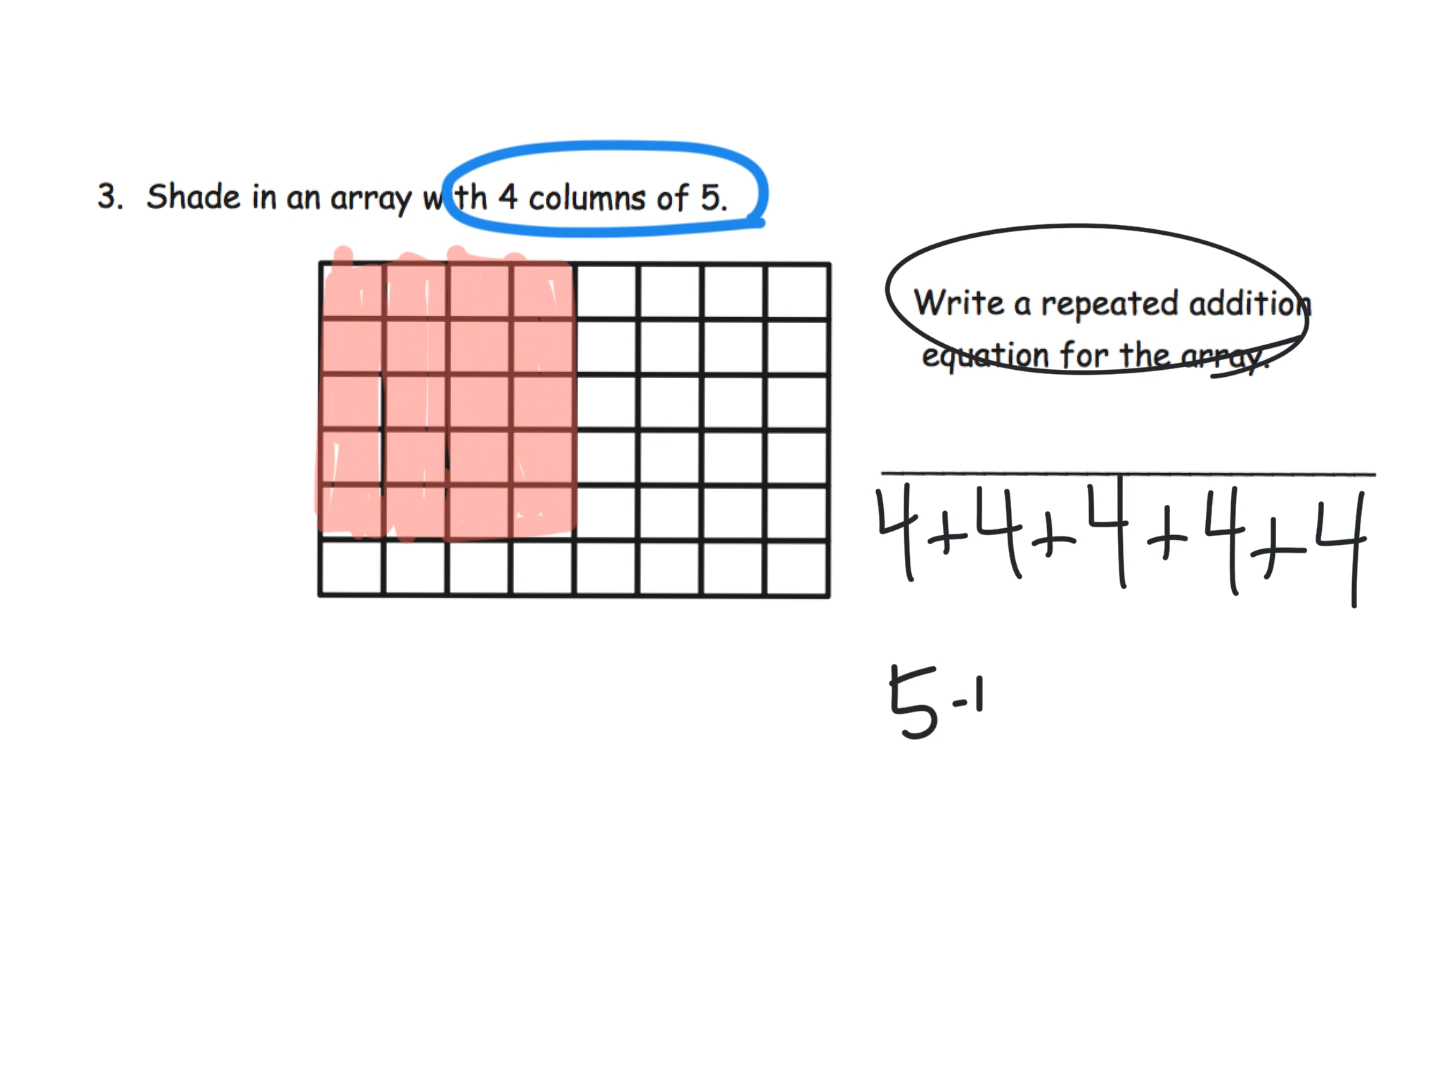 3. Shade in an array with 4 columns of 5.
Write a repeated addition
equation for the array.
4+4+4+4+4
5-1